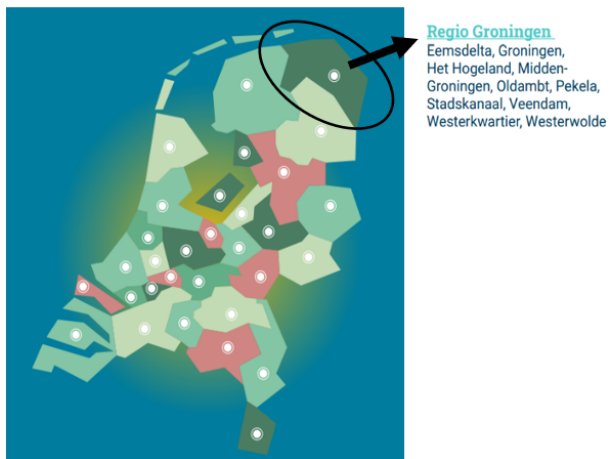 Regio Groningen
Eemsdelta, Groningen,
Het Hogeland, Midden-
Groningen, Oldambt, Pekela,
Stadskanaal, Veendam,
Westerkwartier, Westerwolde